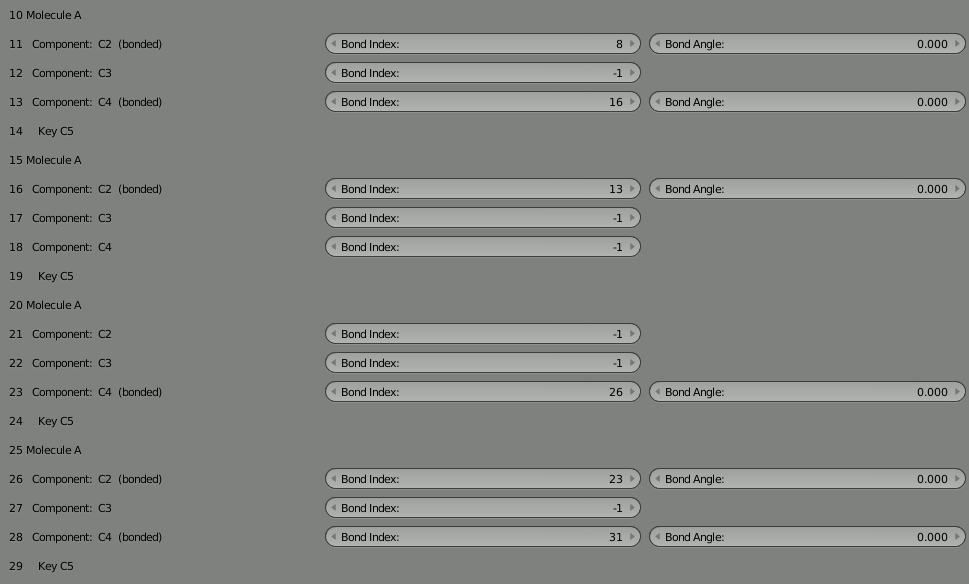 10 Molecule A
11 Component: C2 (bonded) Bond Index: 8 Bond Angle: 0.000
12 Component: C3 Bond Index: -1
13 Component: C4 (bonded) Bond Index: 16 Bond Angle: 0.000
14 Key C5
15 Molecule A
16 Component: C2 (bonded) Bond Index: 13 Bond Angle: 0.000
17 Component: C3 Bond Index: -1
18 Component: C4 Bond Index: -1
19 Key C5
20 Molecule A
21 Component: C2 Bond Index: -1
22 Component: C3 Bond Index: -1
23 Component: C4 (bonded) Bond Index: 26 Bond Angle: 0.000
24 Key C5
25 Molecule A
26 Component: C2 (bonded) Bond Index: 23 Bond Angle: 0.000
27 Component: C3 Bond Index: -1
28 Component: C4 (bonded) Bond Index: 31 Bond Angle: 0.000
29 Key C5